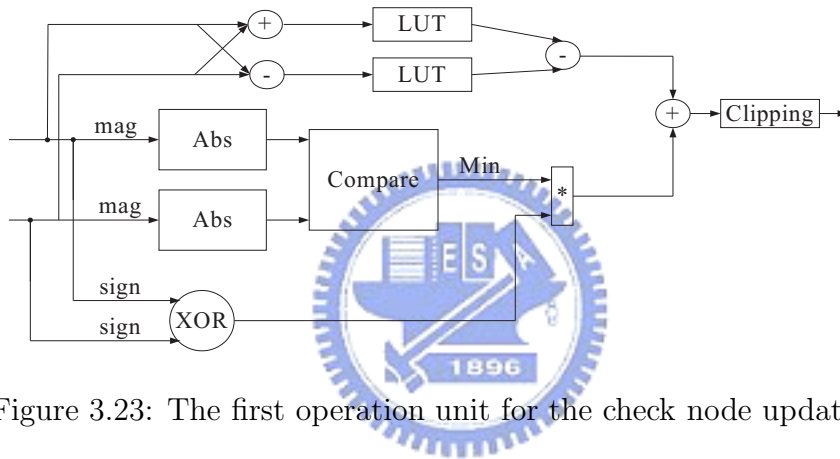 + LUT
- LUT
-
+ Clipping
mag Abs
Compare Min *
mag Abs
sign
sign XOR
E S A
1896
Figure 3.23: The first operation unit for the check node updat